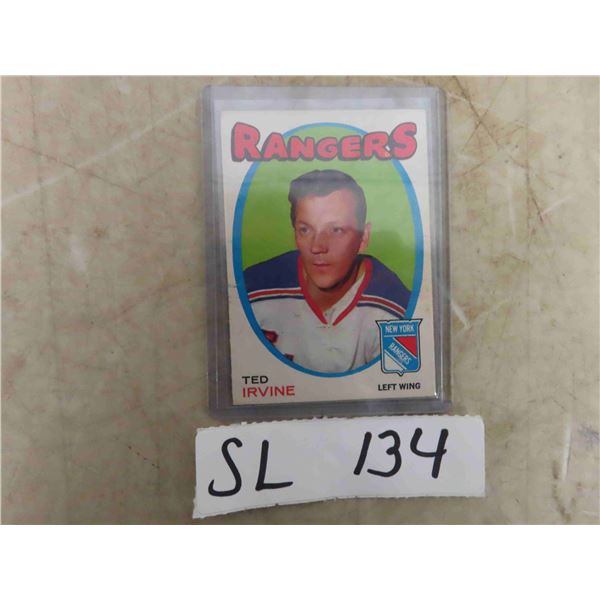 RANGERS
NEW YORK
RANGERS
TED
IRVINE
LEFT WING
SL 134